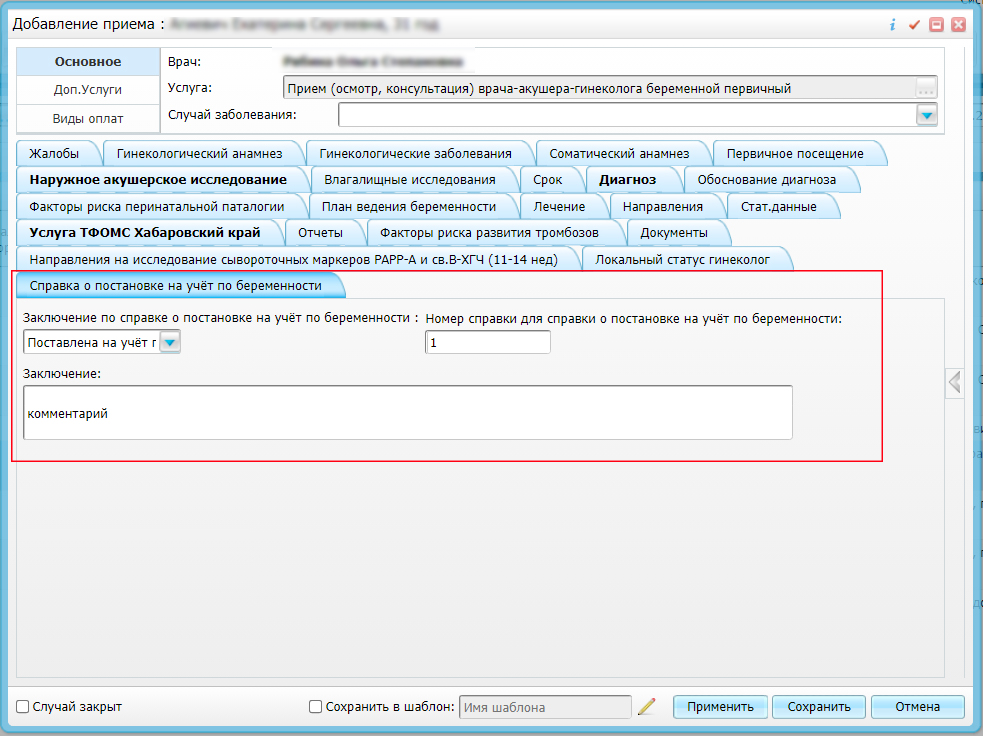 Добавление приема :
Основное
Доп.Услуги
Виды оплат
Врач:
Услуга: Прием (осмотр, консультация) врача-акушера-гинеколога беременной первичный ...
Случай заболевания:
Жалобы Гинекологический анамнез Гинекологические заболевания Соматический анамнез Первичное посещение
Наружное акушерское исследование Влагалищные исследования Срок Диагноз Обоснование диагноза
Факторы риска перинатальной паталогии План ведения беременности Лечение Направления Стат.данные
Услуга ТФОМС Хабаровский край Отчеты Факторы риска развития тромбозов Документы
Направления на исследование сывороточных маркеров РАРР-А и св.В-ХГЧ (11-14 нед) Локальный статус гинеколог
Справка о постановке на учёт по беременности
Заключение по справке о постановке на учёт по беременности : Номер справки для справки о постановке на учёт по беременности:
Поставлена на учёт г 1
Заключение:
комментарий
Случай закрыт Сохранить в шаблон: Имя шаблона Применить Сохранить Отмена